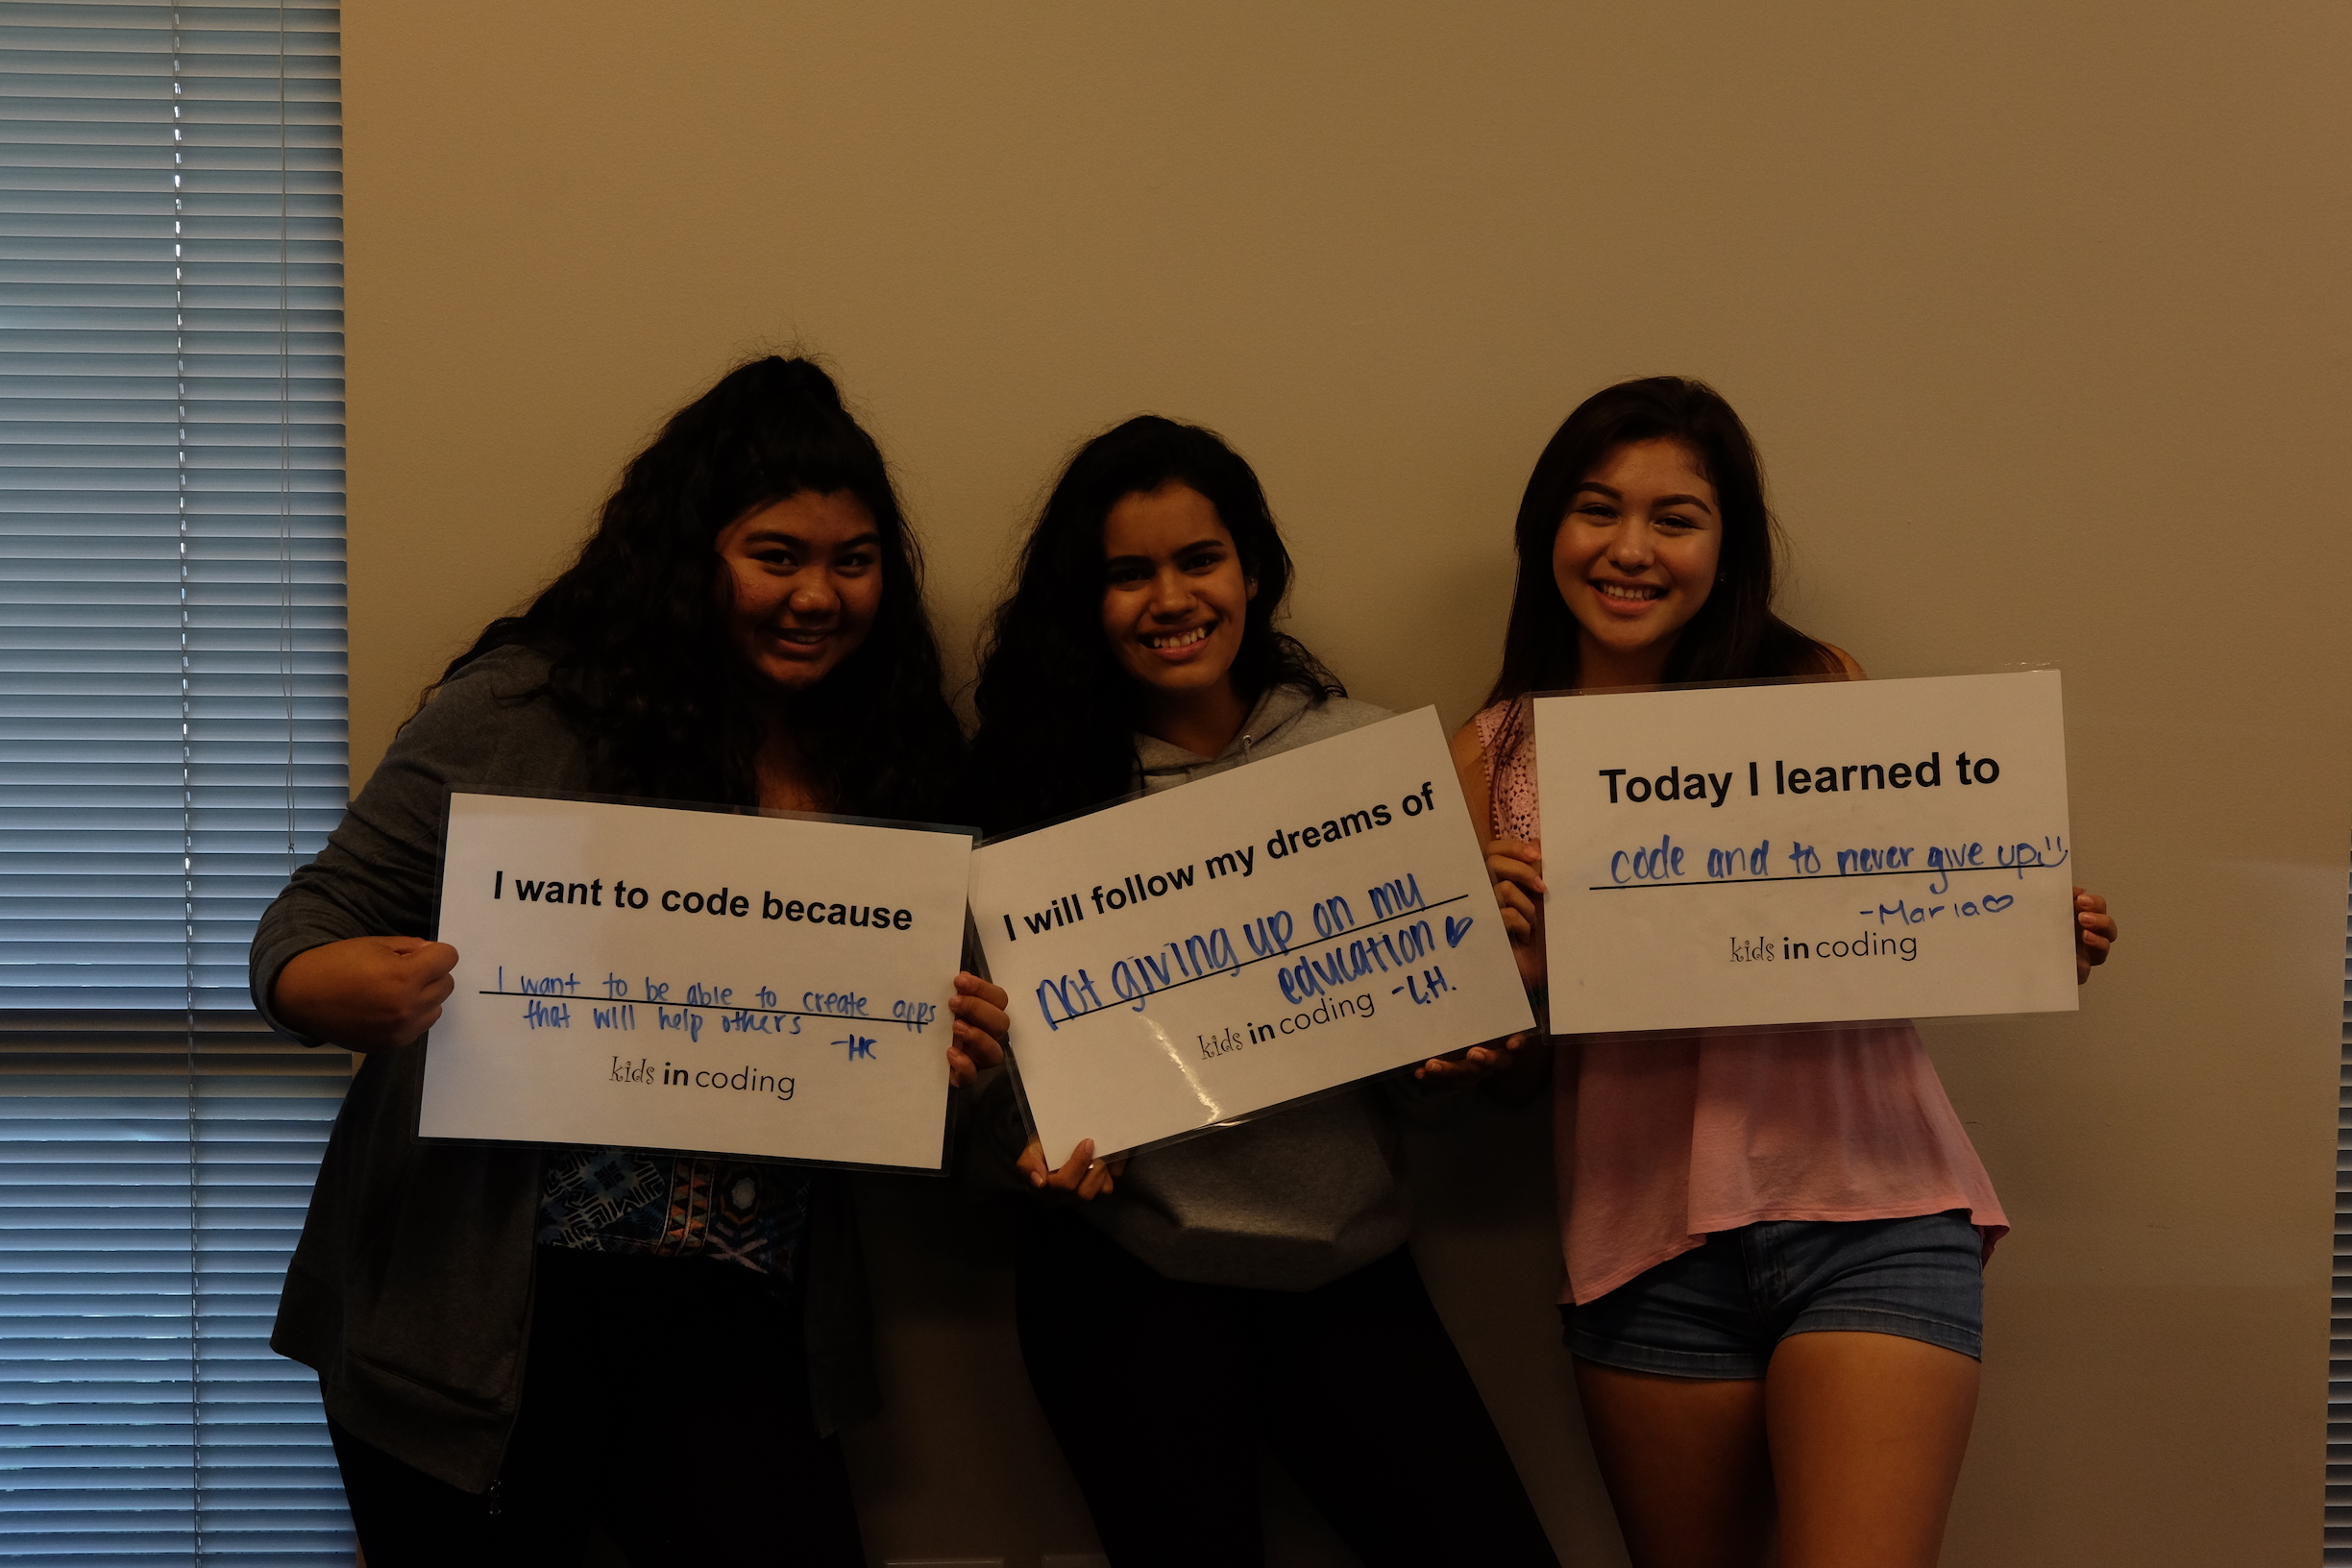 I want to code because
I want to be able to create apps
that will help others
-HC
kids in coding
I will follow my dreams of
not giving up on my
education ♥
-L.H.
kids in coding
Today I learned to
code and to never give up :)
-Maria♡
kids in coding